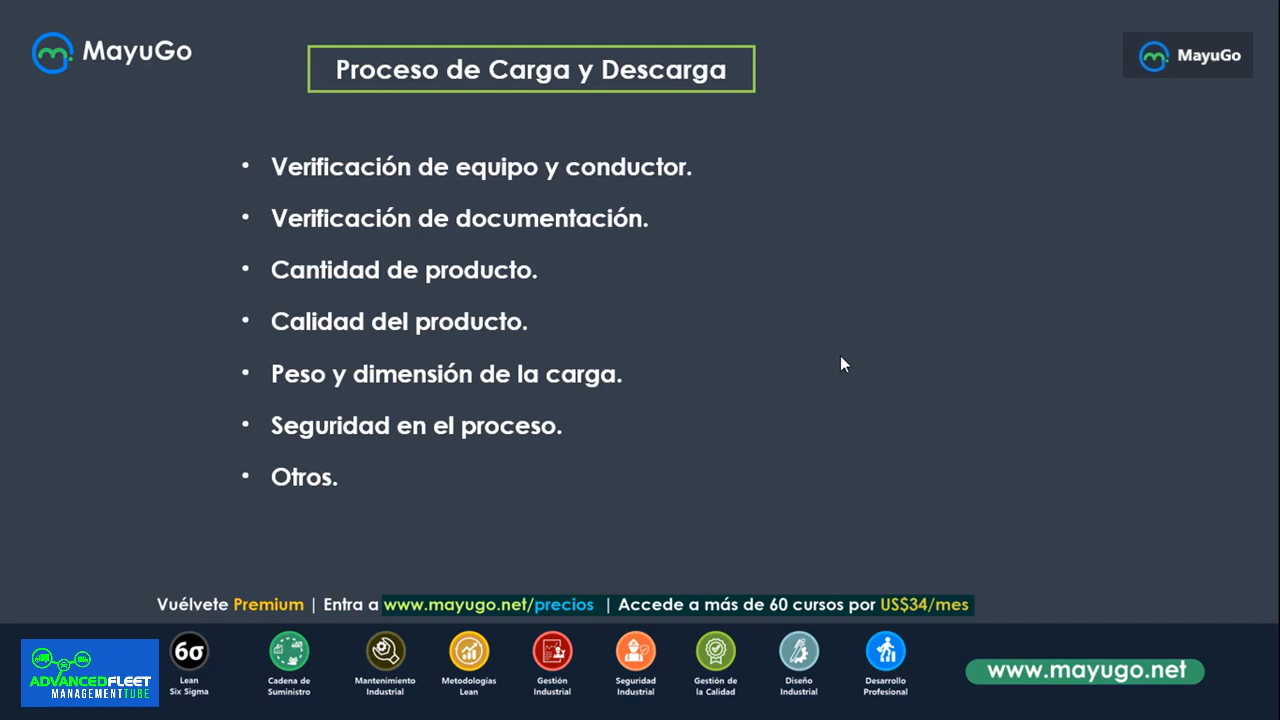 MayuGo
MayuGo
Proceso de Carga y Descarga
• Verificación de equipo y conductor.
• Verificación de documentación.
• Cantidad de producto.
• Calidad del producto.
• Peso y dimensión de la carga.
• Seguridad en el proceso.
• Otros.
Vuélvete Premium | Entra a www.mayugo.net/precios | Accede a más de 60 cursos por US$34/mes
ADVANCEDFLEET
MANAGEMENTTUBE
6σ
Lean
Six Sigma
Cadena de
Suministro
Mantenimiento
Industrial
Metodologías
Lean
Gestión
Industrial
Seguridad
Industrial
Gestión de
la Calidad
Diseño
Industrial
Desarrollo
Profesional
www.mayugo.net